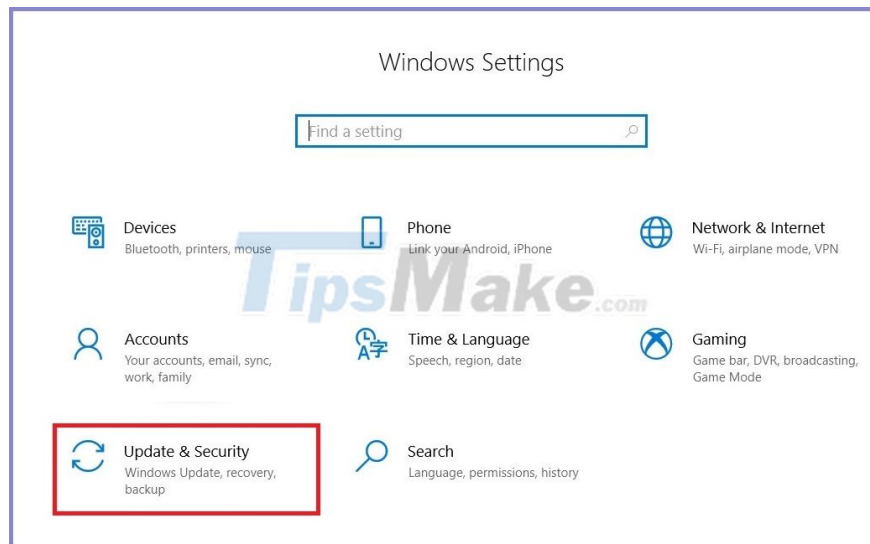 Windows Settings
Find a setting
Devices
Bluetooth, printers, mouse
Phone
Link your Android, iPhone
Network & Internet
Wi-Fi, airplane mode, VPN
TipsMake.com
Accounts
Your accounts, email, sync,
work, family
Time & Language
Speech, region, date
Gaming
Game bar, DVR, broadcasting,
Game Mode
Update & Security
Windows Update, recovery,
backup
Search
Language, permissions, history